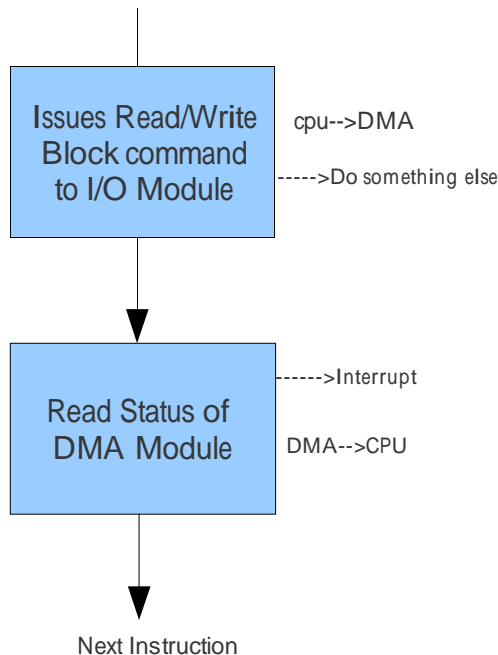 Issues Read/Write
Block command
to I/O Module
cpu-->DMA
----->Do something else
Read Status of
DMA Module
------>Interrupt
DMA-->CPU
Next Instruction